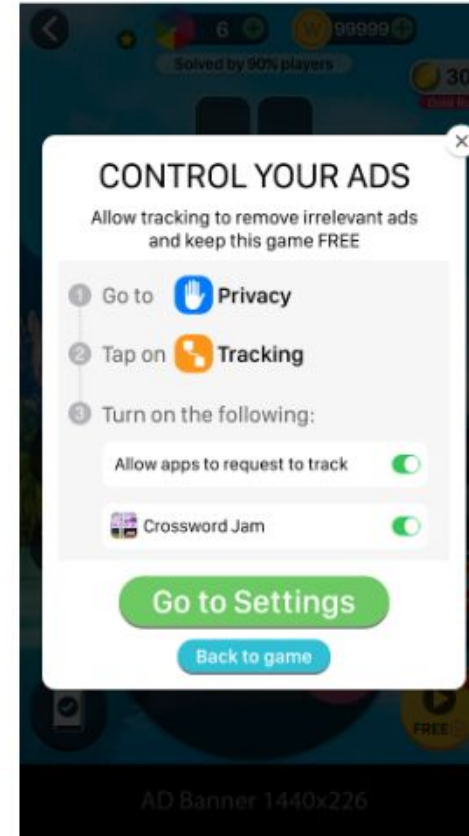 6
99999
Solved by 90% players
30
CONTROL YOUR ADS
Allow tracking to remove irrelevant ads
and keep this game FREE
1 Go to Privacy
2 Tap on Tracking
3 Turn on the following:
Allow apps to request to track
Crossword Jam
Go to Settings
Back to game
FREE
AD Banner 1440x226